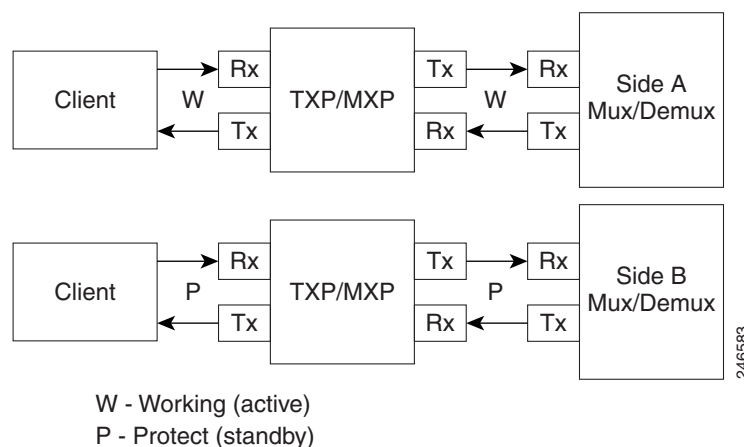 Client
W
Rx
Tx
TXP/MXP
Tx
Rx
W
Rx
Tx
Side A
Mux/Demux
Client
P
Rx
Tx
TXP/MXP
Tx
Rx
P
Rx
Tx
Side B
Mux/Demux
246583
W - Working (active)
P - Protect (standby)